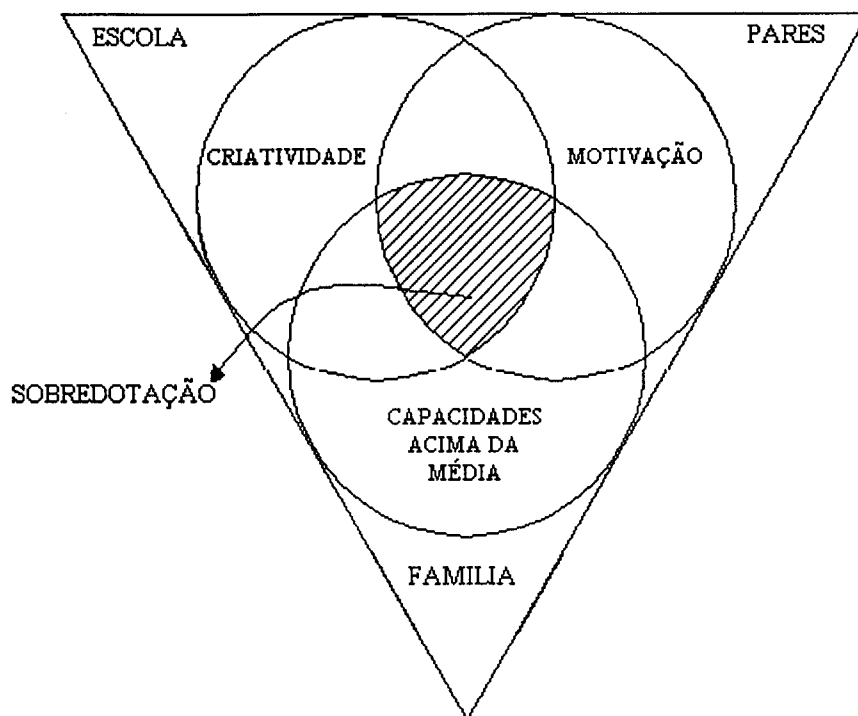 ESCOLA
PARES
CRIATIVIDADE
MOTIVAÇÃO
SOBREDOTAÇÃO
CAPACIDADES
ACIMA DA
MÉDIA
FAMILIA